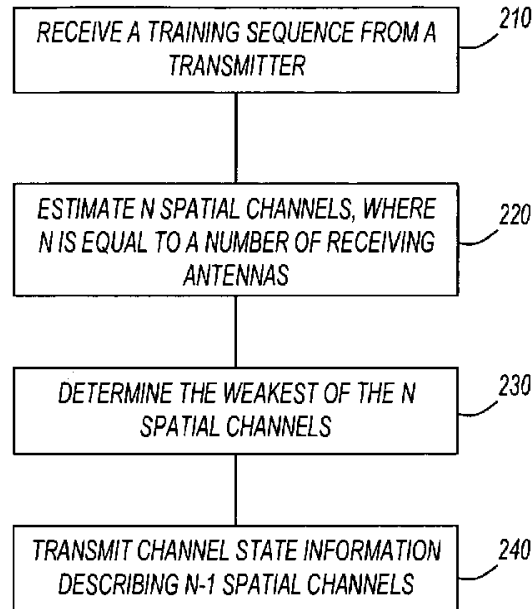 RECEIVE A TRAINING SEQUENCE FROM A
TRANSMITTER
210
ESTIMATE N SPATIAL CHANNELS, WHERE
N IS EQUAL TO A NUMBER OF RECEIVING
ANTENNAS
220
DETERMINE THE WEAKEST OF THE N
SPATIAL CHANNELS
230
TRANSMIT CHANNEL STATE INFORMATION
DESCRIBING N-1 SPATIAL CHANNELS
240